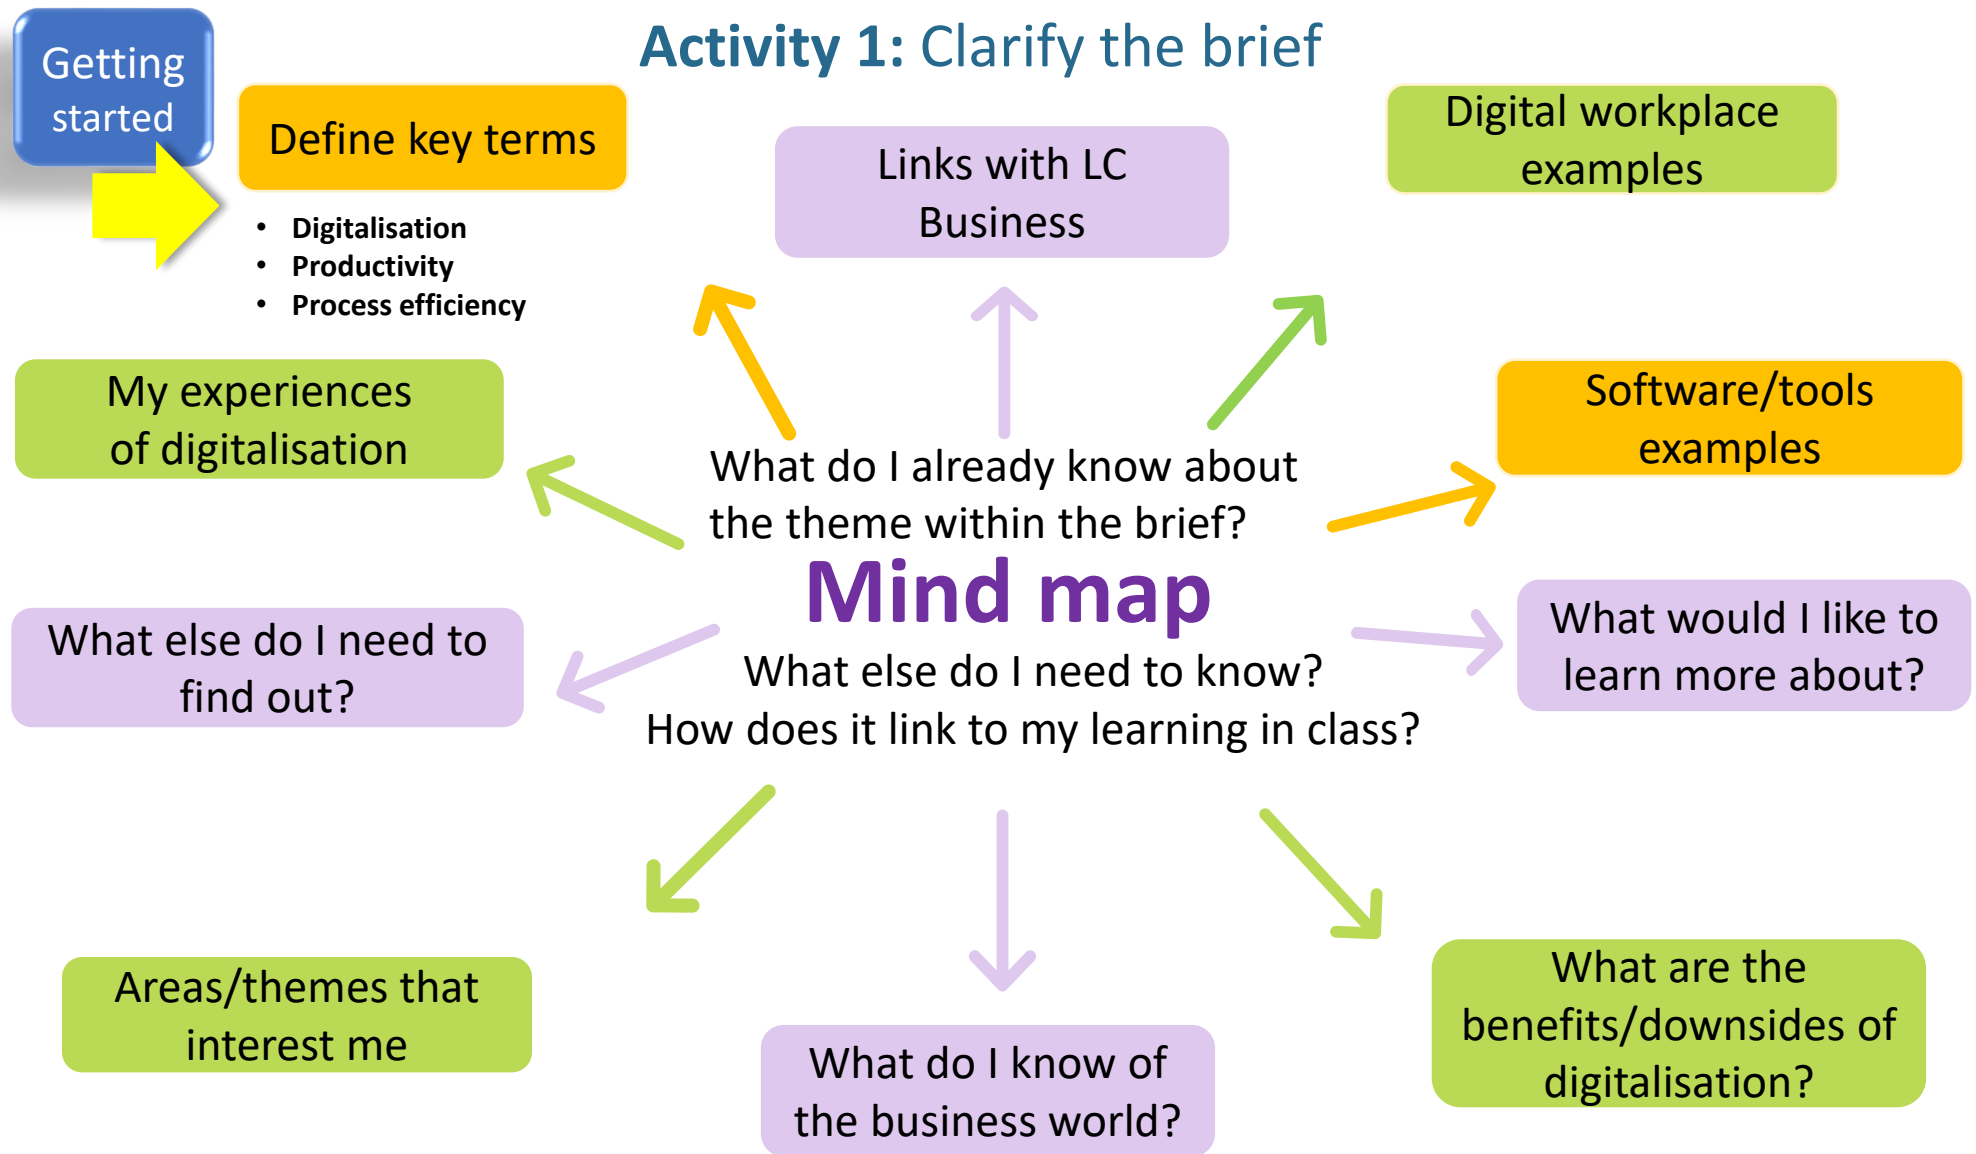 Activity 1: Clarify the brief
Getting
started
Define key terms
• Digitalisation
• Productivity
• Process efficiency
Links with LC
Business
Digital workplace
examples
My experiences
of digitalisation
Software/tools
examples
What do I already know about
the theme within the brief?
Mind map
What else do I need to know?
How does it link to my learning in class?
What else do I need to
find out?
What would I like to
learn more about?
Areas/themes that
interest me
What do I know of
the business world?
What are the
benefits/downsides of
digitalisation?